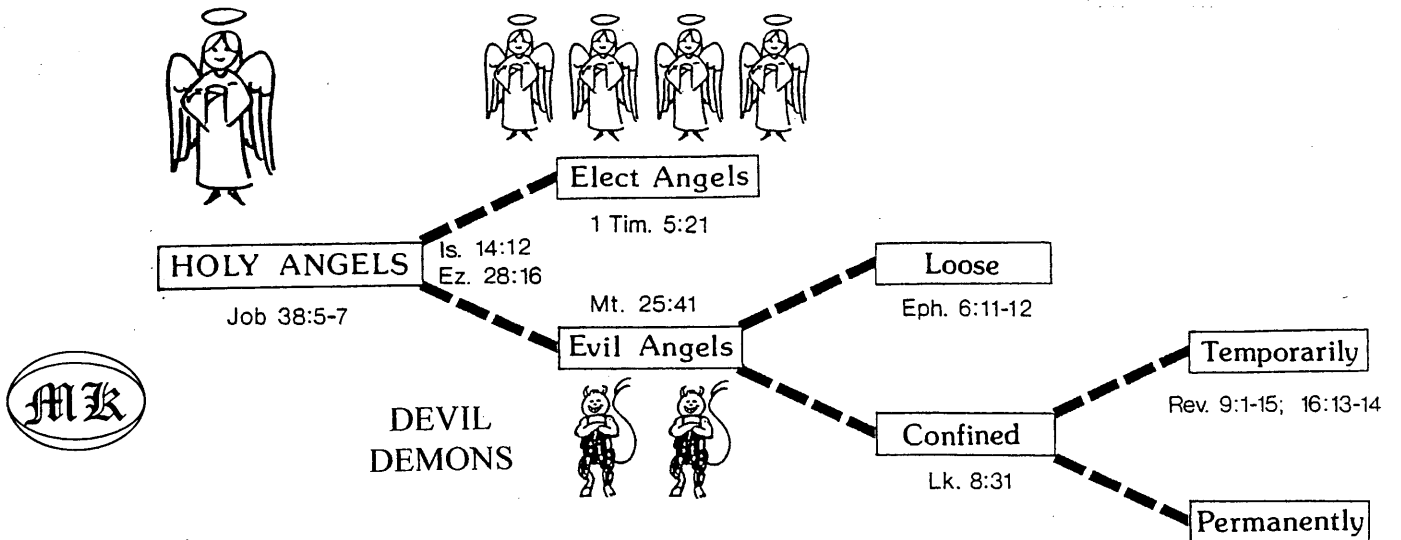 Elect Angels
1 Tim. 5:21
HOLY ANGELS
Job 38:5-7
Is. 14:12
Ez. 28:16
Mt. 25:41
Evil Angels
DEVIL
DEMONS
Loose
Eph. 6:11-12
Confined
Lk. 8:31
Temporarily
Rev. 9:1-15; 16:13-14
Permanently
MK